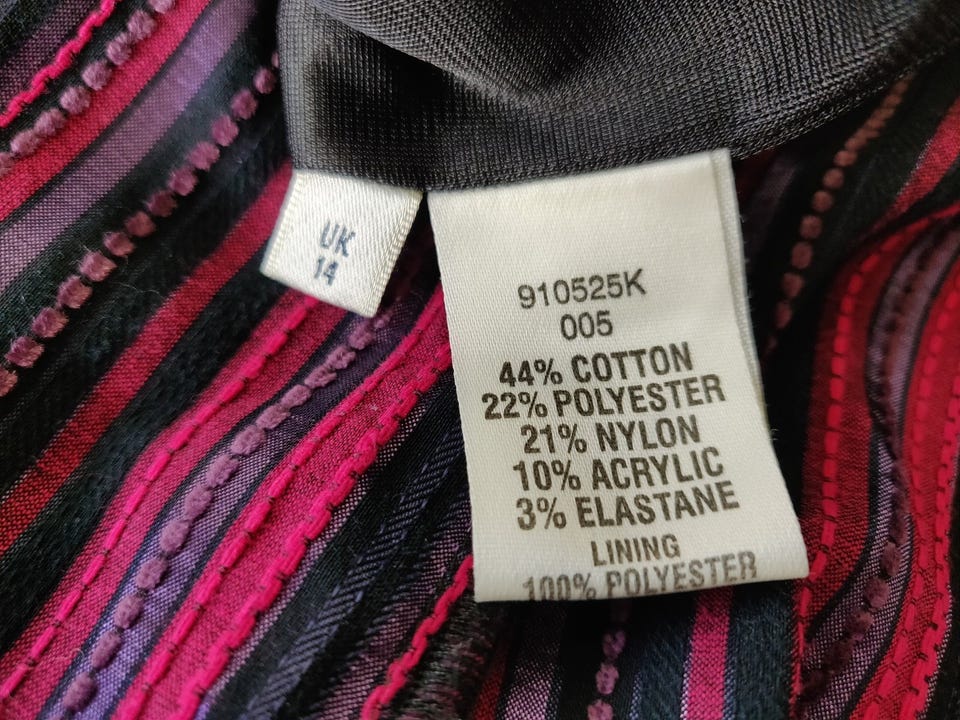 UK
14
910525K
005
44% COTTON
22% POLYESTER
21% NYLON
10% ACRYLIC
3% ELASTANE
LINING
100% POLYESTER